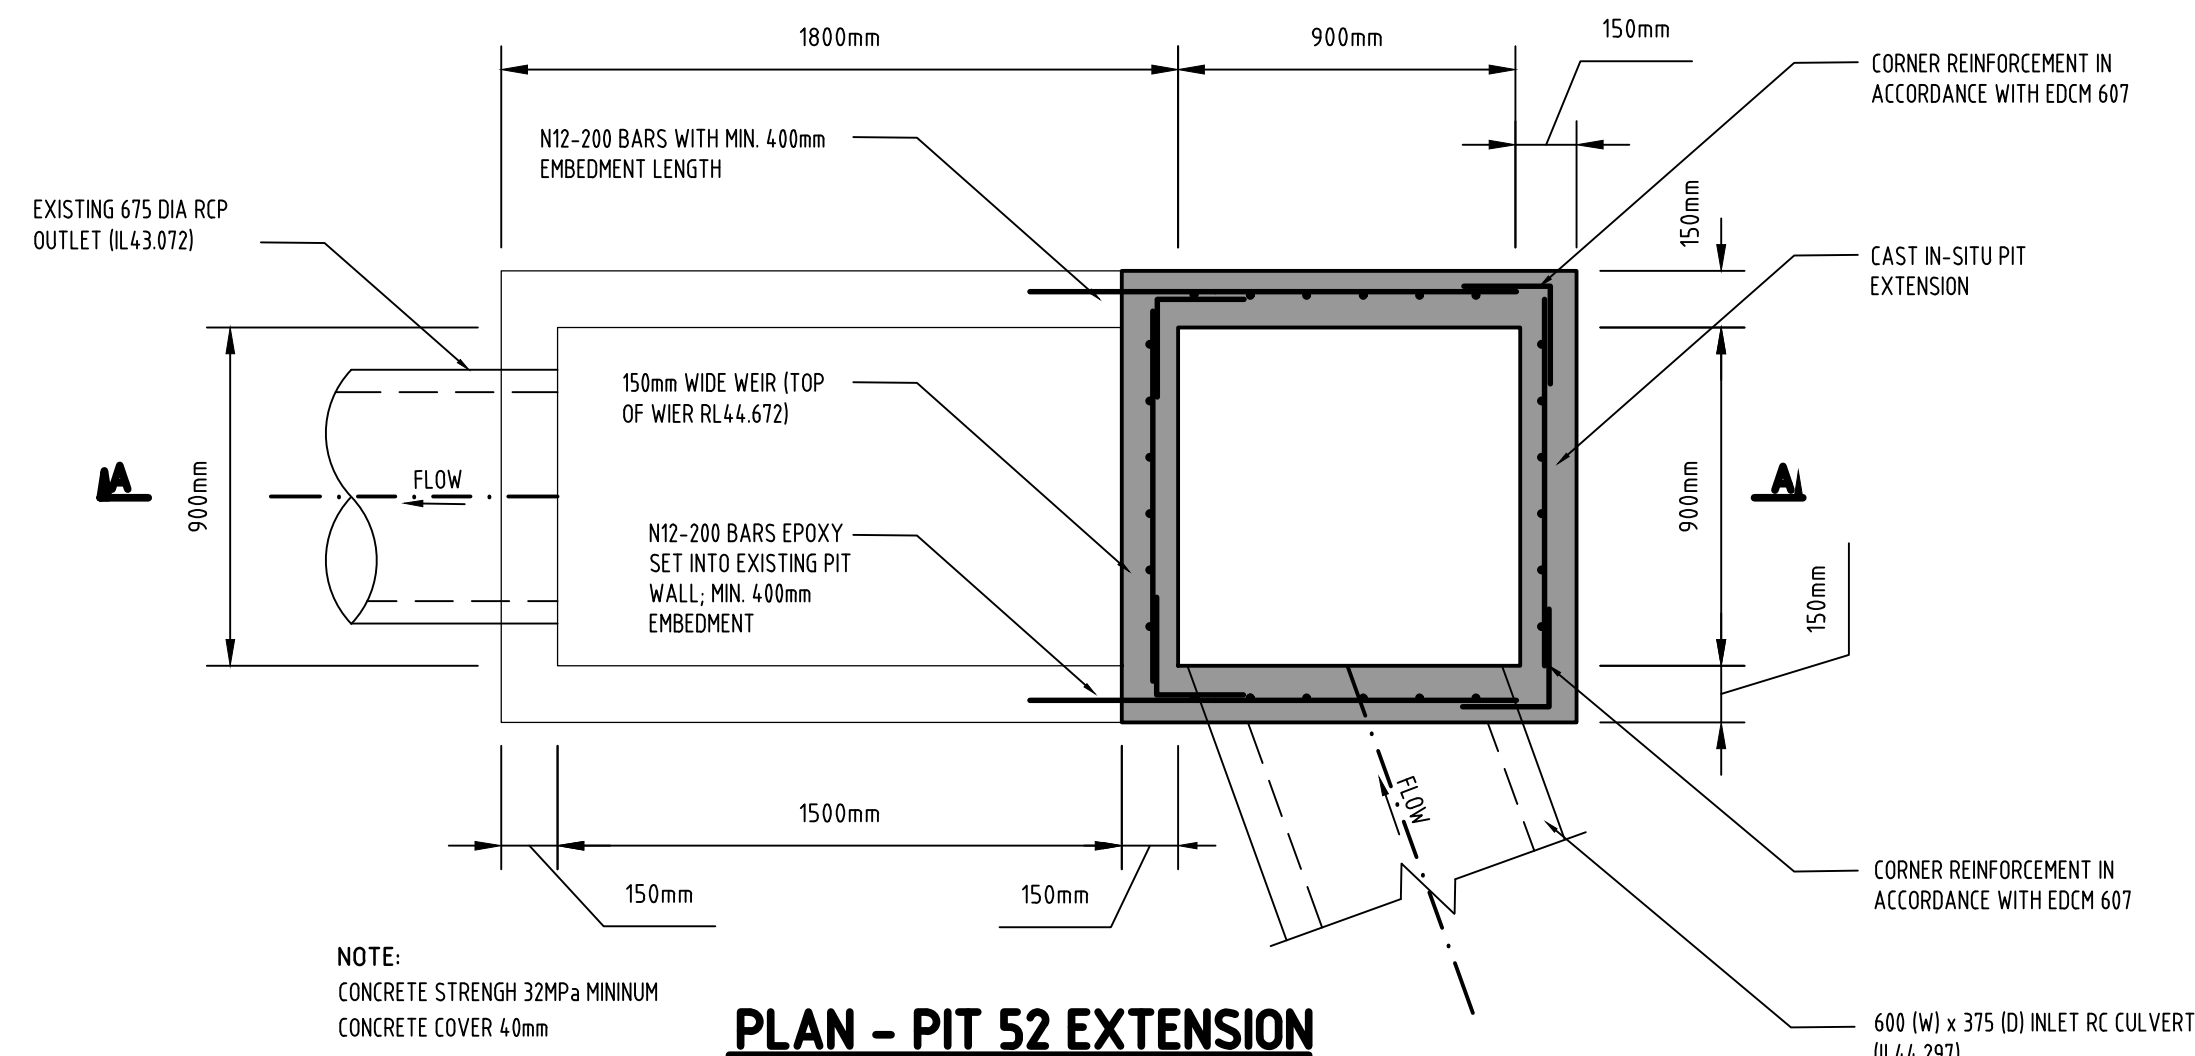 1800mm
900mm
150mm
CORNER REINFORCEMENT IN
ACCORDANCE WITH EDCM 607
N12-200 BARS WITH MIN. 400mm
EMBEDMENT LENGTH
EXISTING 675 DIA RCP
OUTLET (IL43.072)
150mm
CAST IN-SITU PIT
EXTENSION
150mm WIDE WEIR (TOP
OF WIER RL44.672)
A
900mm
FLOW
900mm
A
N12-200 BARS EPOXY
SET INTO EXISTING PIT
WALL; MIN. 400mm
EMBEDMENT
150mm
1500mm
FLOW
150mm
150mm
CORNER REINFORCEMENT IN
ACCORDANCE WITH EDCM 607
NOTE:
CONCRETE STRENGH 32MPa MININUM
CONCRETE COVER 40mm
PLAN - PIT 52 EXTENSION
600 (W) x 375 (D) INLET RC CULVERT
(IL44.297)